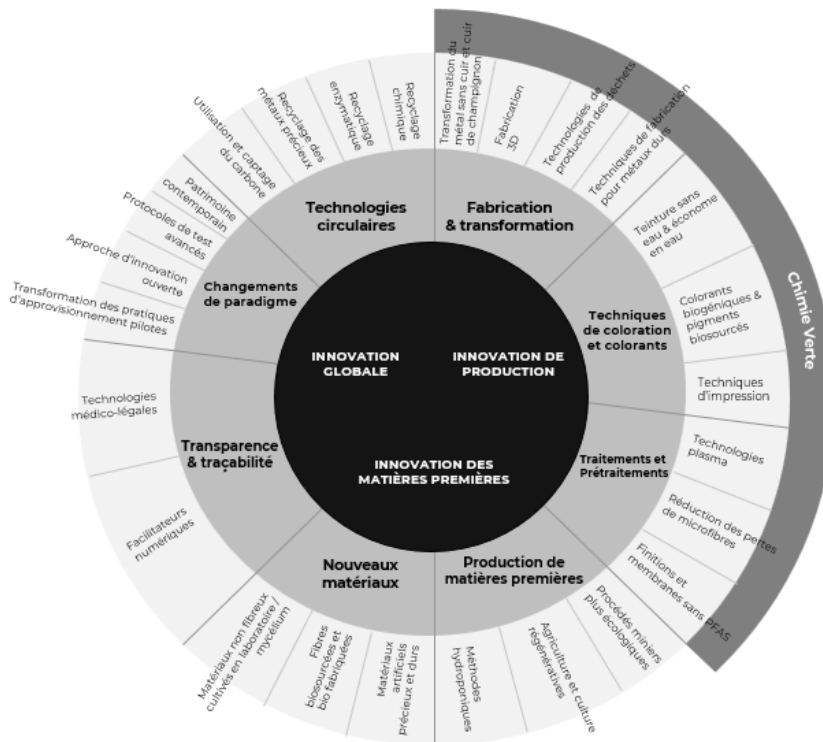 INNOVATION
GLOBALE
INNOVATION DE
PRODUCTION
INNOVATION DES
MATIÈRES PREMIÈRES
Fabrication
& transformation
Transformation du
métal sans cuir et cuir
de champignon
Fabrication
3D
Technologies de
production des déchets
Techniques de fabrication
pour métaux durs
Techniques
de coloration
et colorants
Teinture sans
eau & économe
en eau
Colorants
biogéniques &
pigments
biosourcés
Techniques
d'impression
Traitements et
Prétraitements
Technologies
plasma
Réduction des pertes
de microfibres
Finitions et
membranes sans PFAS
Chimie Verte
Production de
matières premières
Procédés miniers
plus écologiques
Agriculture et culture
régénératives
Méthodes
hydroponiques
Nouveaux
matériaux
Matériaux
artificiels
précieux et durs
Fibres
biosourcées et
bio fabriquées
Matériaux non fibreux
cultivés en laboratoire /
mycélium
Transparence
& traçabilité
Facilitateurs
numériques
Technologies
médico-légales
Changements
de paradigme
Transformation des pratiques
d'approvisionnement pilotes
Approche d'innovation
ouverte
Protocoles de test
avancés
Patrimoine
contemporain
Technologies
circulaires
Utilisation et captage
du carbone
Recyclage des
métaux précieux
Recyclage
enzymatique
Recyclage
chimique